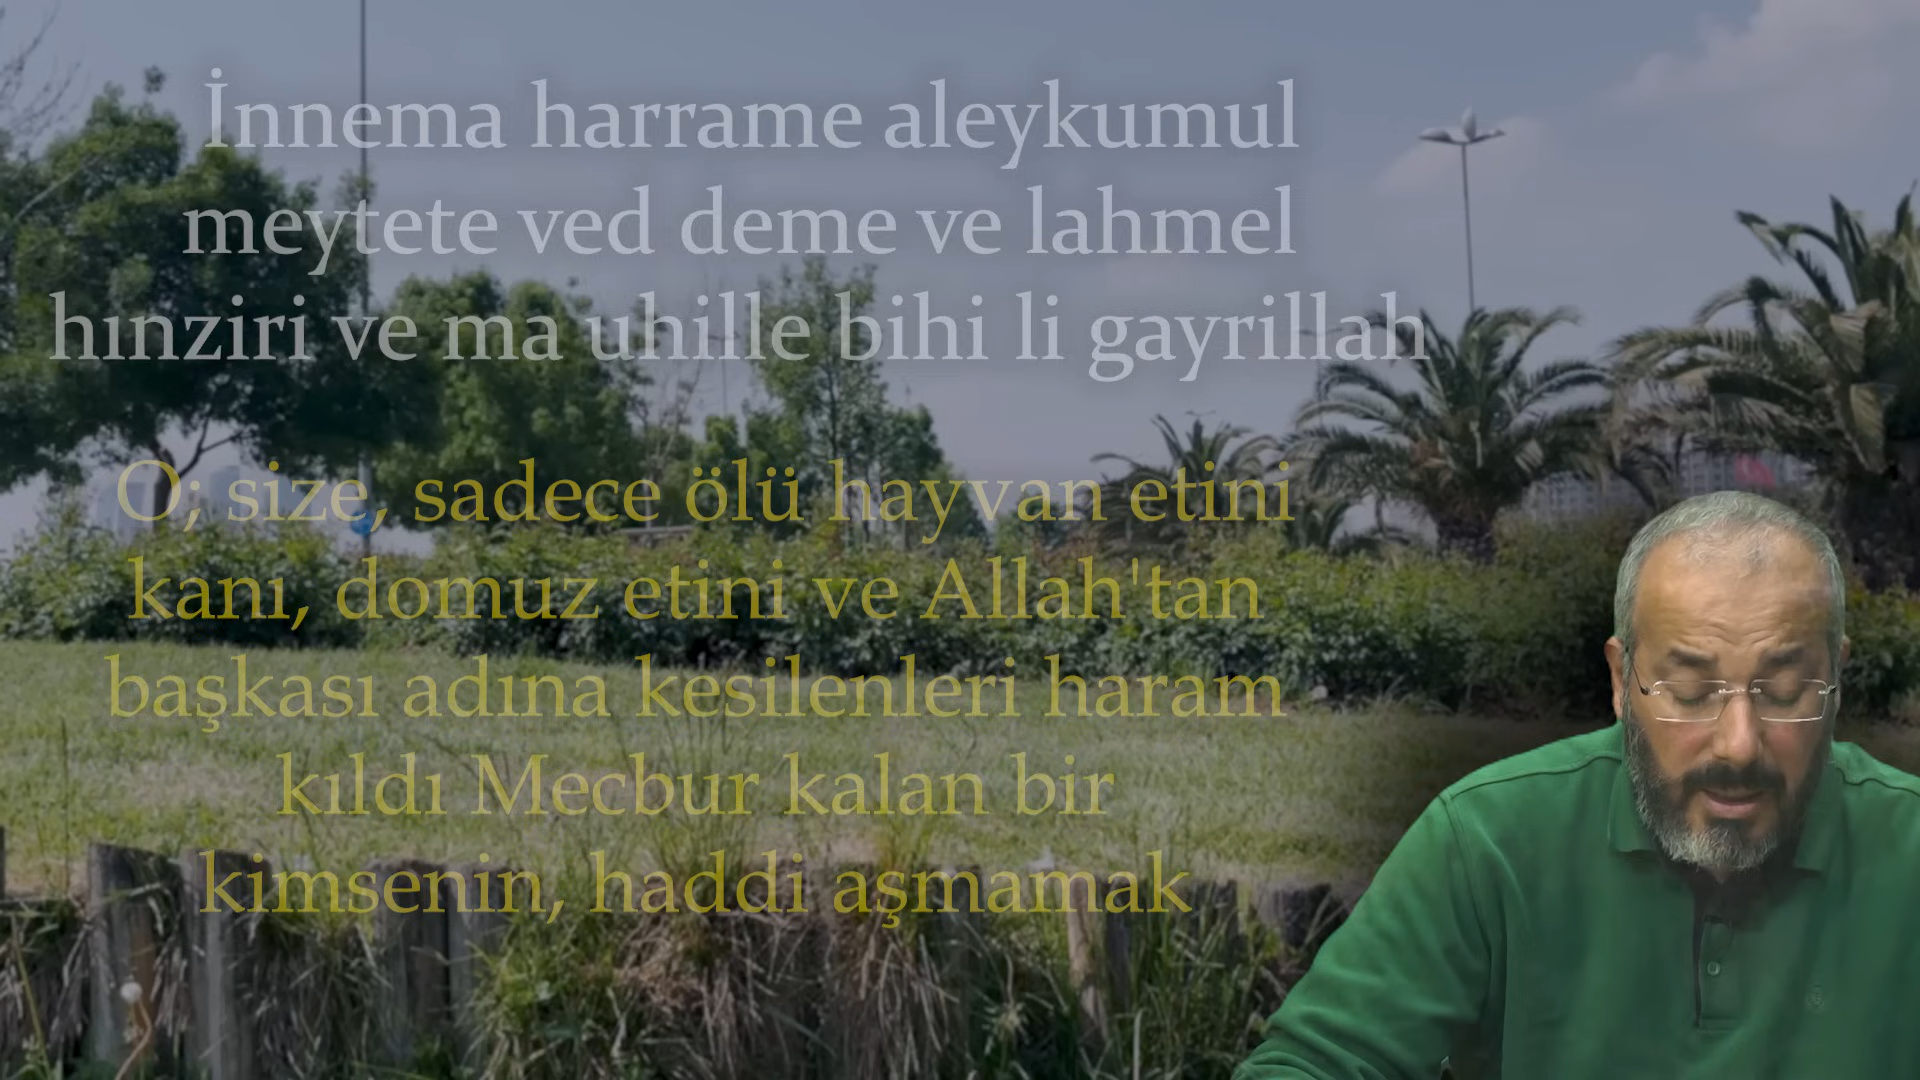 İnnema harrame aleykumul
meytete ved deme ve lahmel
hınziri ve ma uhille bihi li gayrillah
O; size, sadece ölü hayvan etini
kanı, domuz etini ve Allah'tan
başkası adına kesilenleri haram
kıldı Mecbur kalan bir
kimsenin, haddi aşmamak